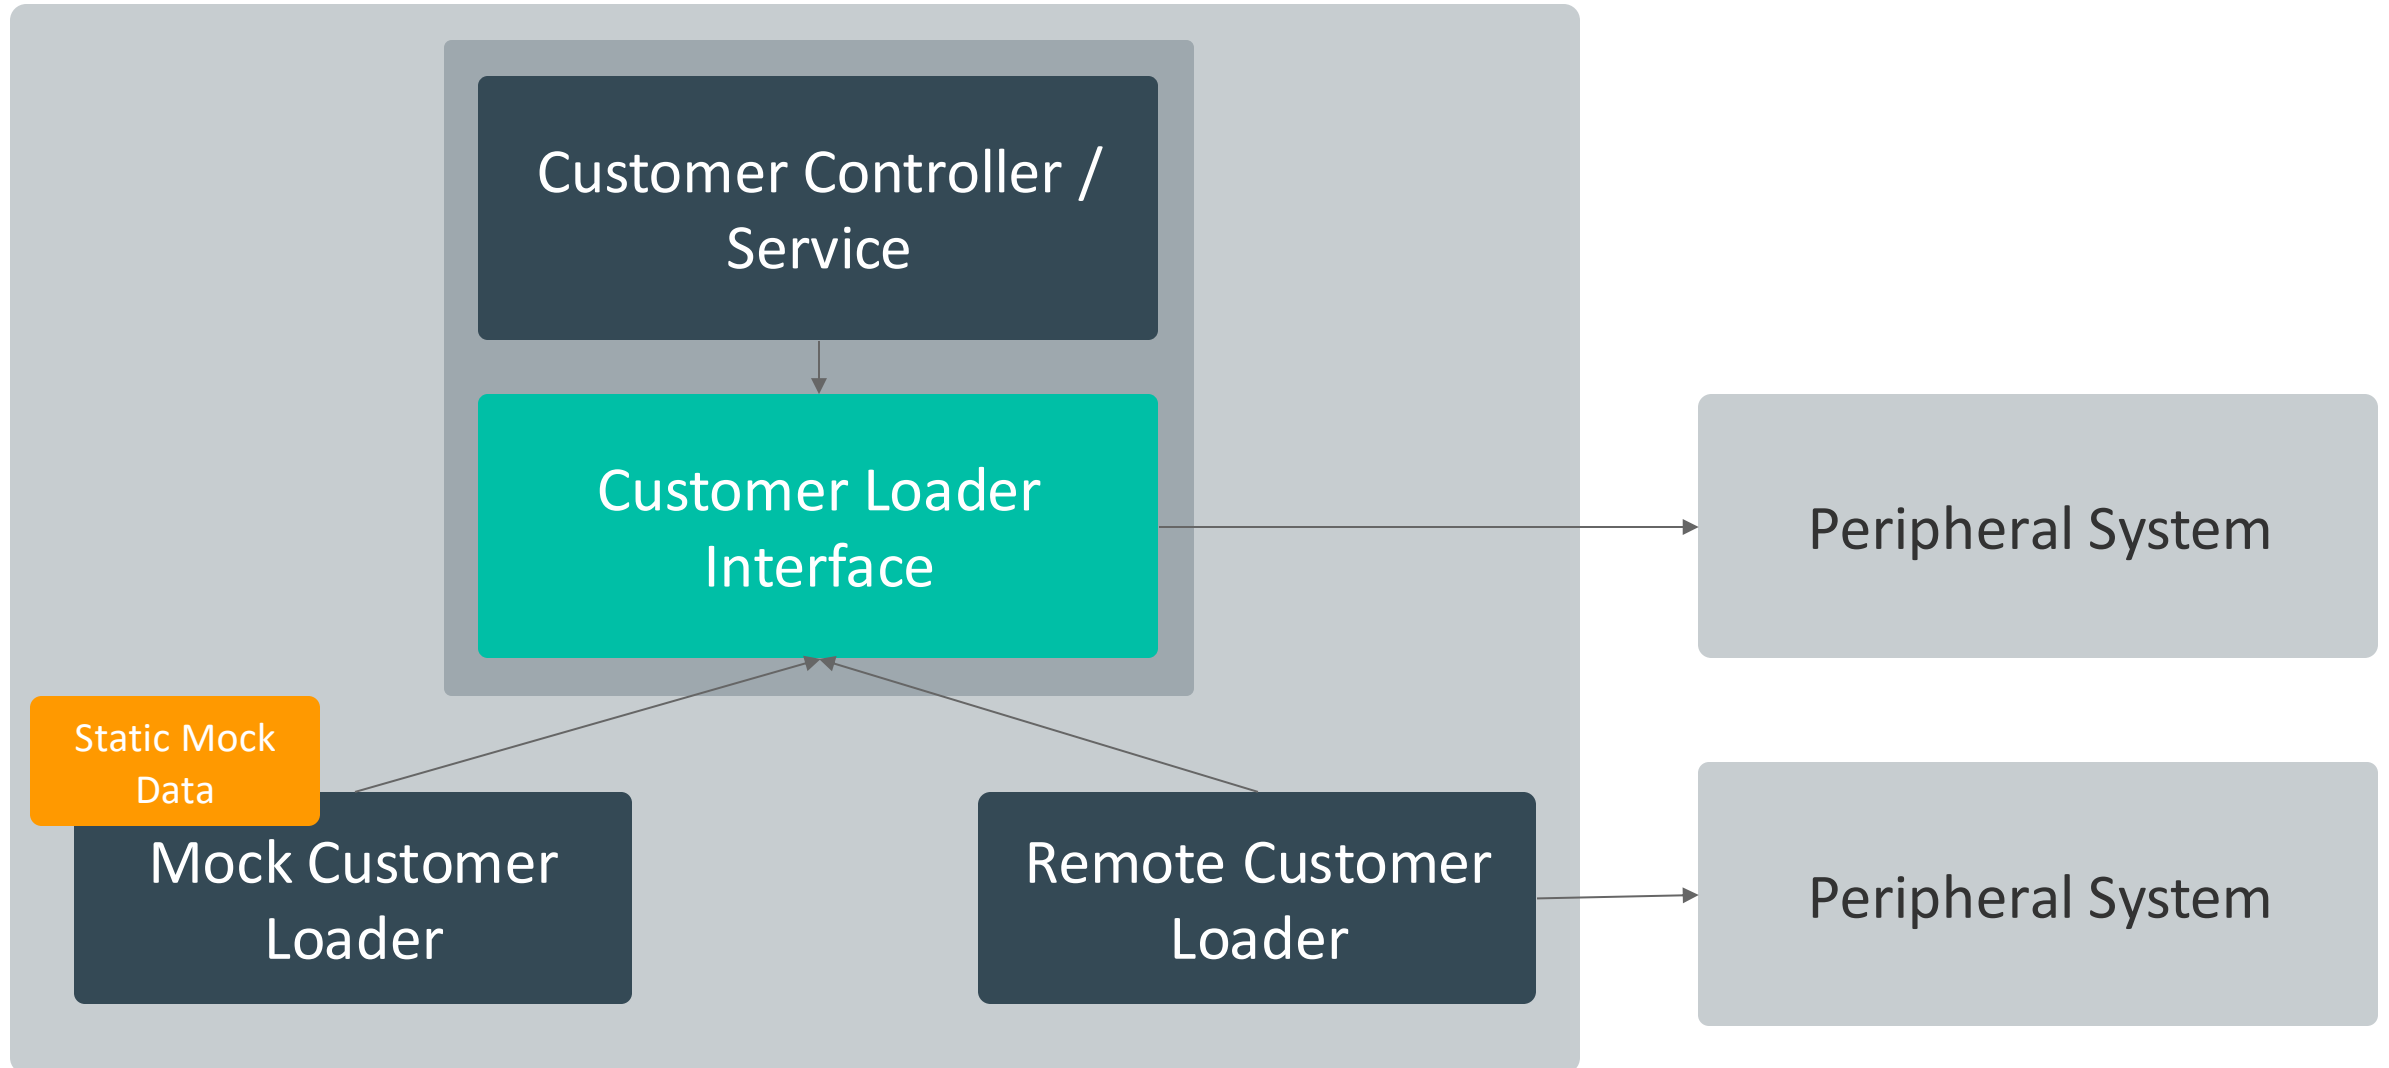 Customer Controller /
Service
Customer Loader
Interface
Peripheral System
Static Mock
Data
Mock Customer
Loader
Remote Customer
Loader
Peripheral System